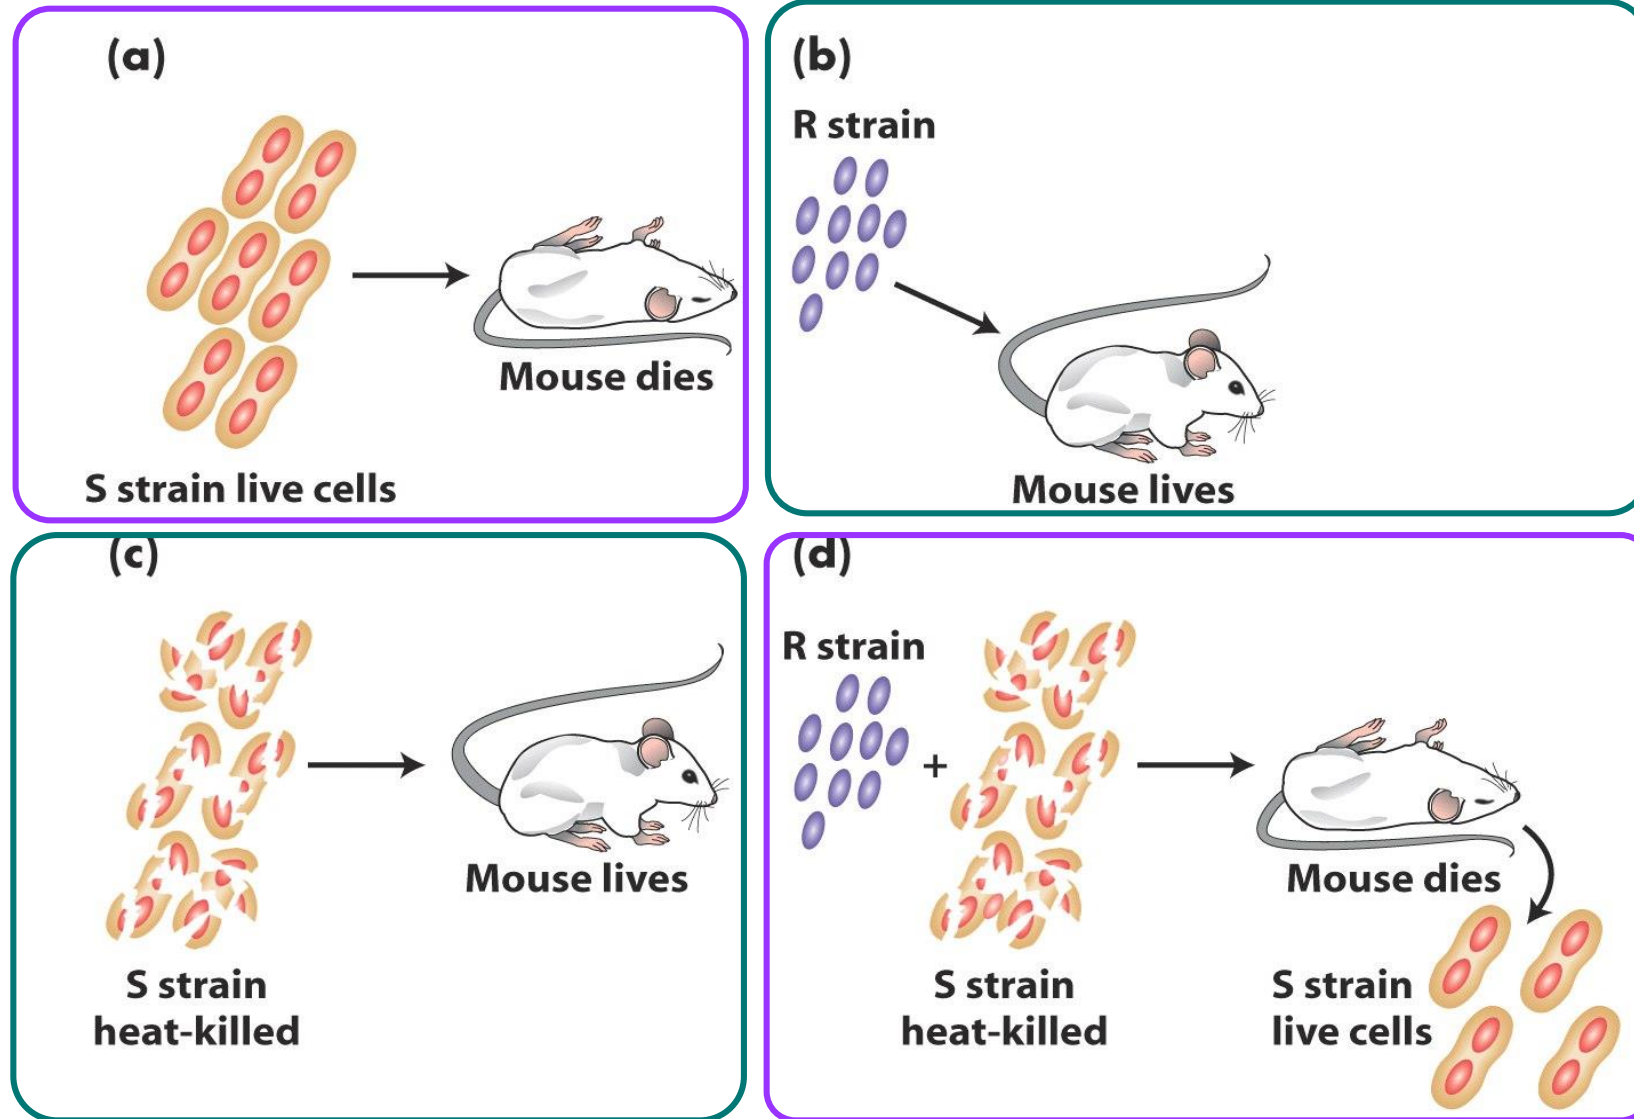 (a)
Mouse dies
S strain live cells
(b)
R strain
Mouse lives
(c)
Mouse lives
S strain
heat-killed
(d)
R strain
+
Mouse dies
S strain
heat-killed
S strain
live cells